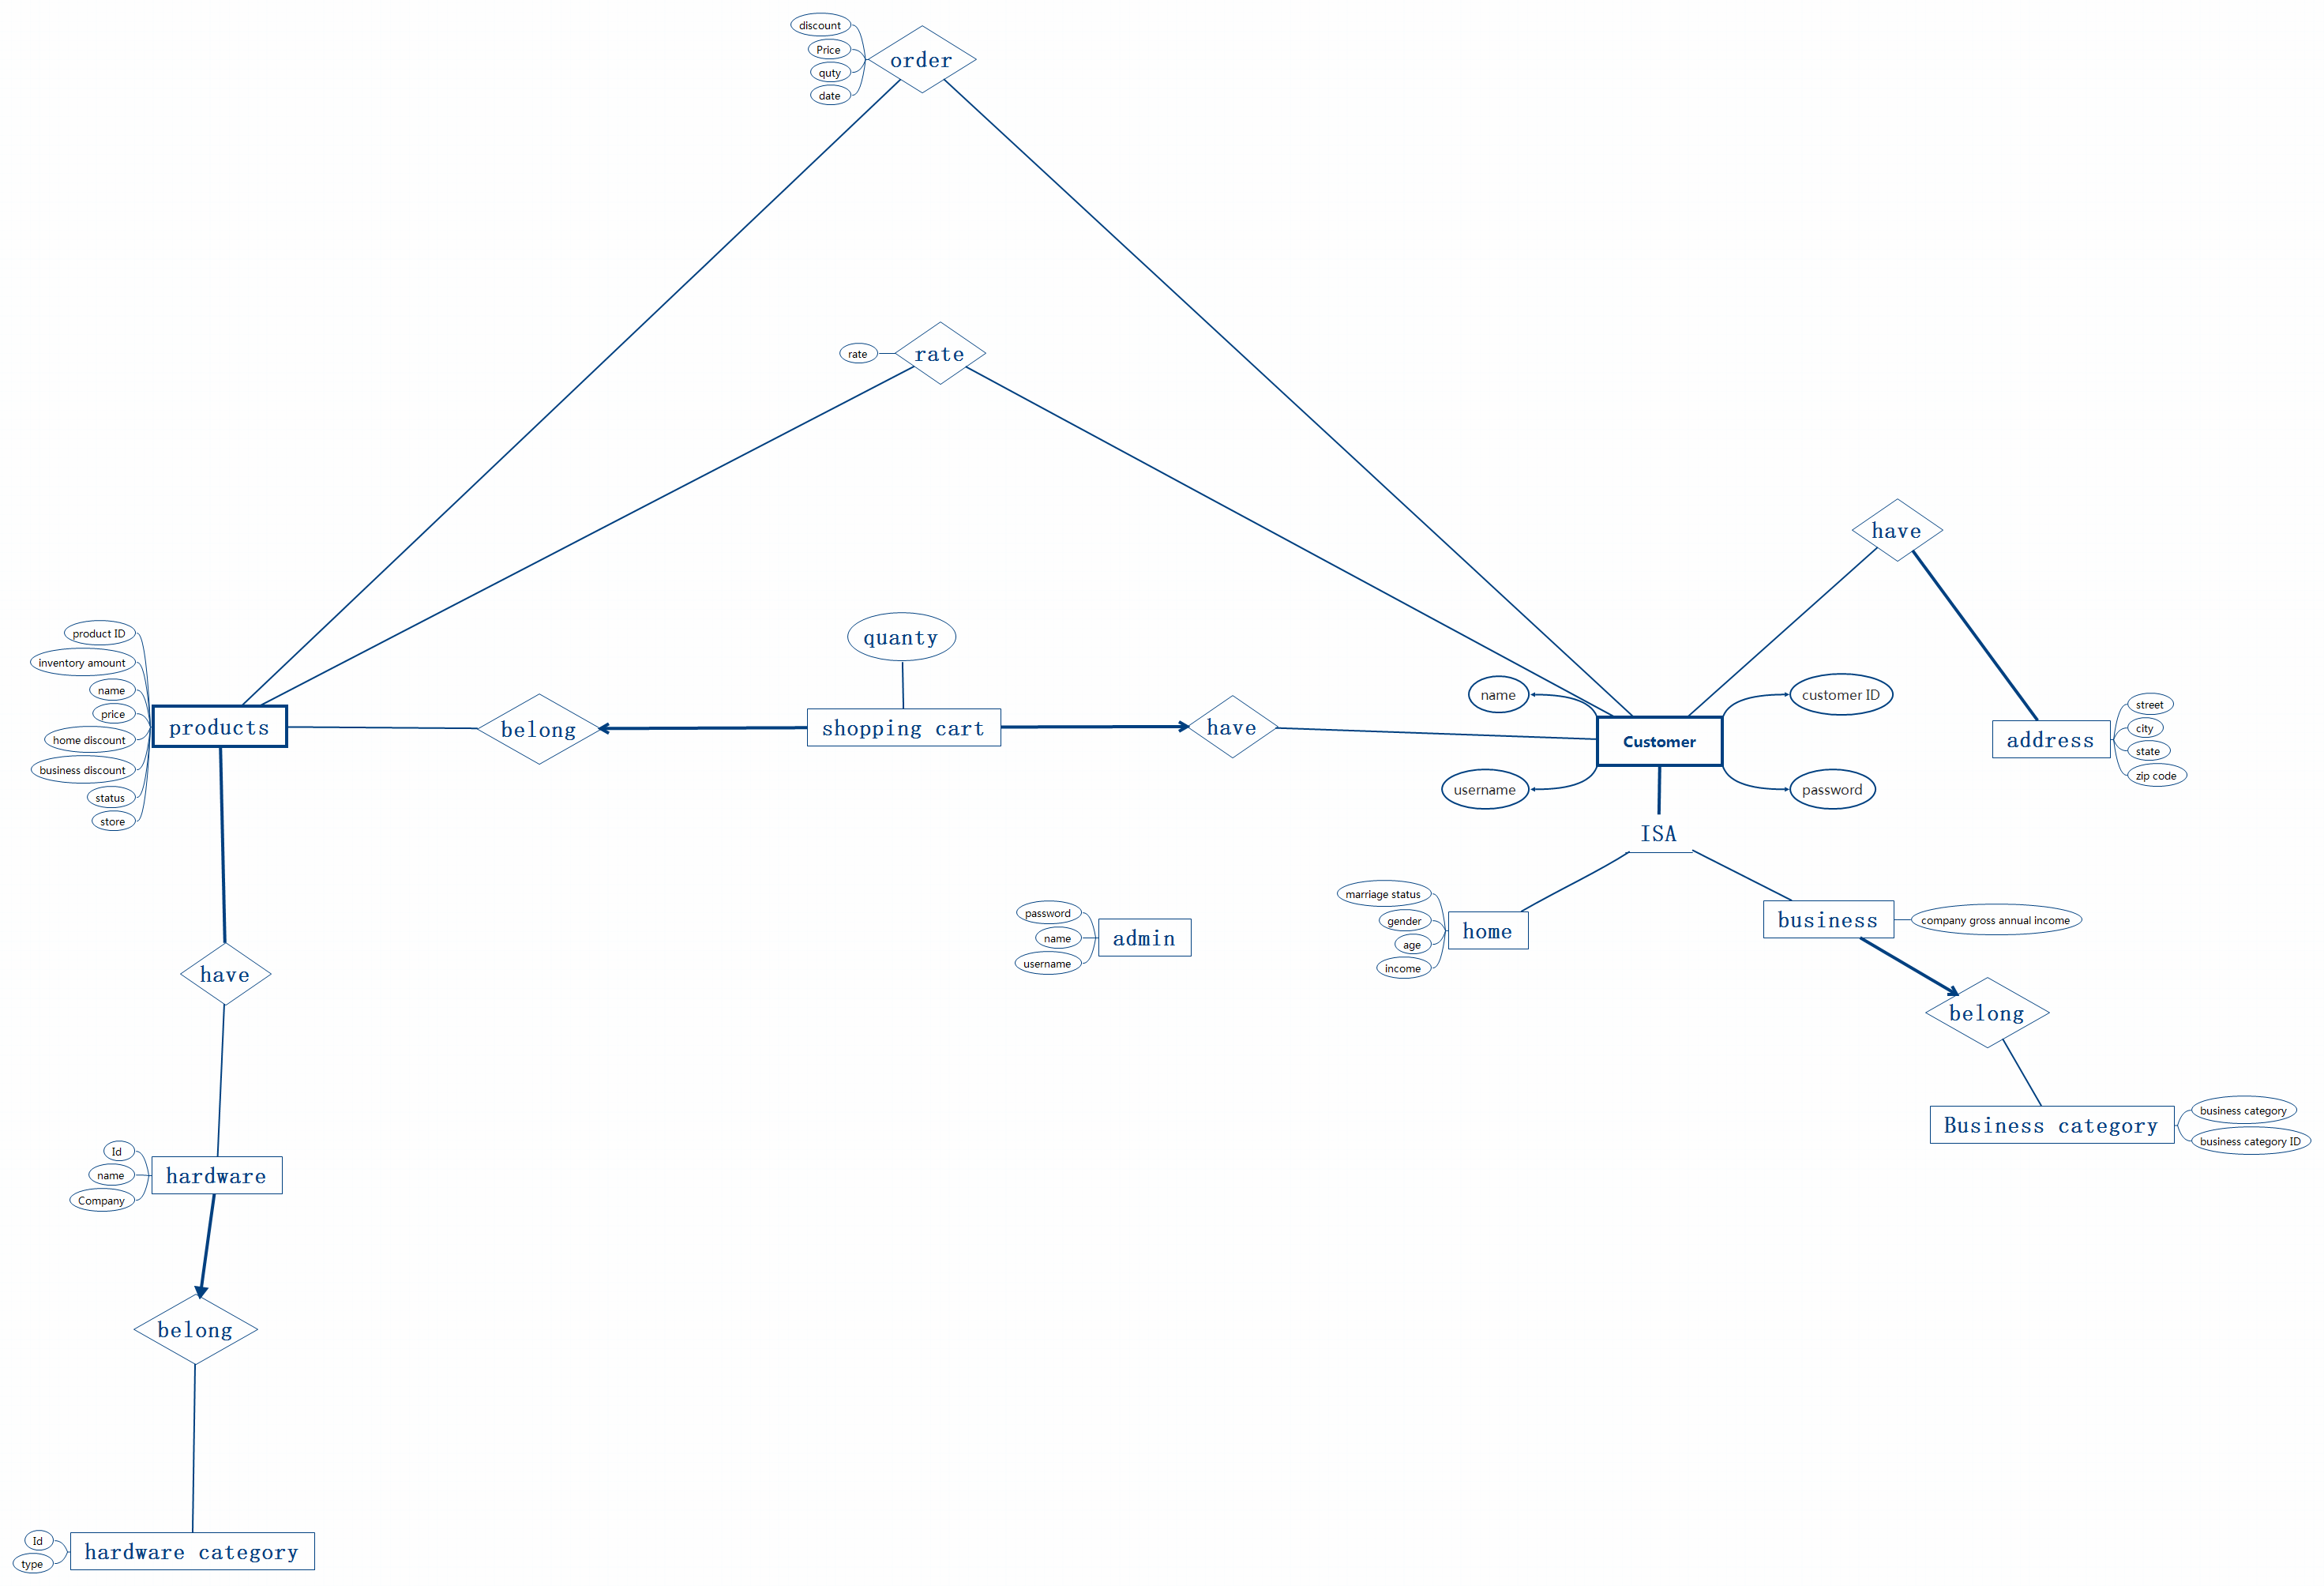 discount
Price
quty
date
order
rate
rate
have
quanty
product ID
inventory amount
name
price
home discount
business discount
status
store
products
belong
shopping cart
have
name
username
Customer
customer ID
password
address
street
city
state
zip code
ISA
password
name
username
admin
marriage status
gender
age
income
home
business
company gross annual income
have
belong
Business category
business category
business category ID
Id
name
Company
hardware
belong
Id
type
hardware category